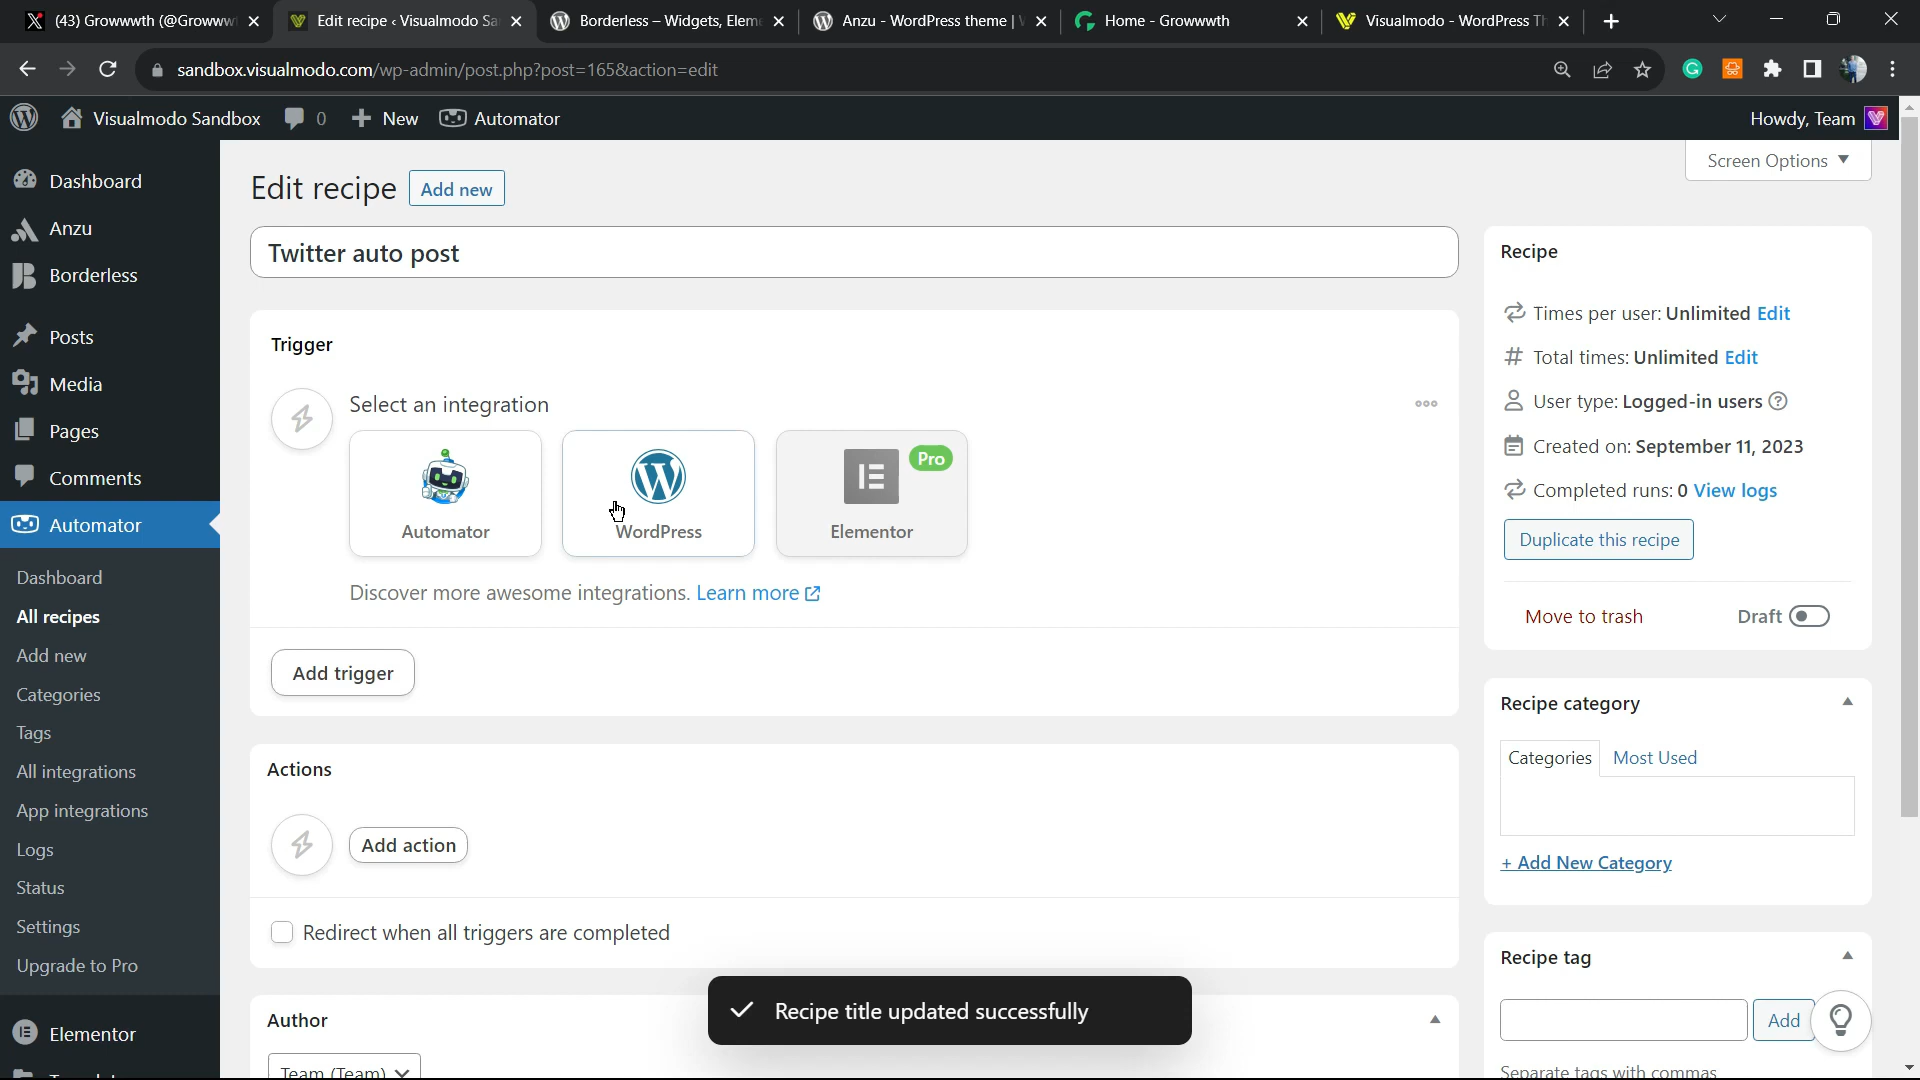 (43) Growwwth (@Growww
Edit recipe ‹ Visualmodo Sa
Borderless – Widgets, Elem
Anzu - WordPress theme |
Home - Growwwth
Visualmodo - WordPress Th
sandbox.visualmodo.com/wp-admin/post.php?post=165&action=edit
Visualmodo Sandbox
0
New
Automator
Howdy, Team
Screen Options
Dashboard
Anzu
Borderless
Posts
Media
Pages
Comments
Automator
Dashboard
All recipes
Add new
Categories
Tags
All integrations
App integrations
Logs
Status
Settings
Upgrade to Pro
Elementor
Edit recipe
Add new
Twitter auto post
Trigger
Select an integration
Automator
WordPress
Elementor
Pro
Discover more awesome integrations. Learn more
Add trigger
Actions
Add action
Redirect when all triggers are completed
Author
Team (Team)
Recipe title updated successfully
Recipe
Times per user: Unlimited Edit
Total times: Unlimited Edit
User type: Logged-in users
Created on: September 11, 2023
Completed runs: 0 View logs
Duplicate this recipe
Move to trash
Draft
Recipe category
Categories
Most Used
+ Add New Category
Recipe tag
Add
Separate tags with commas